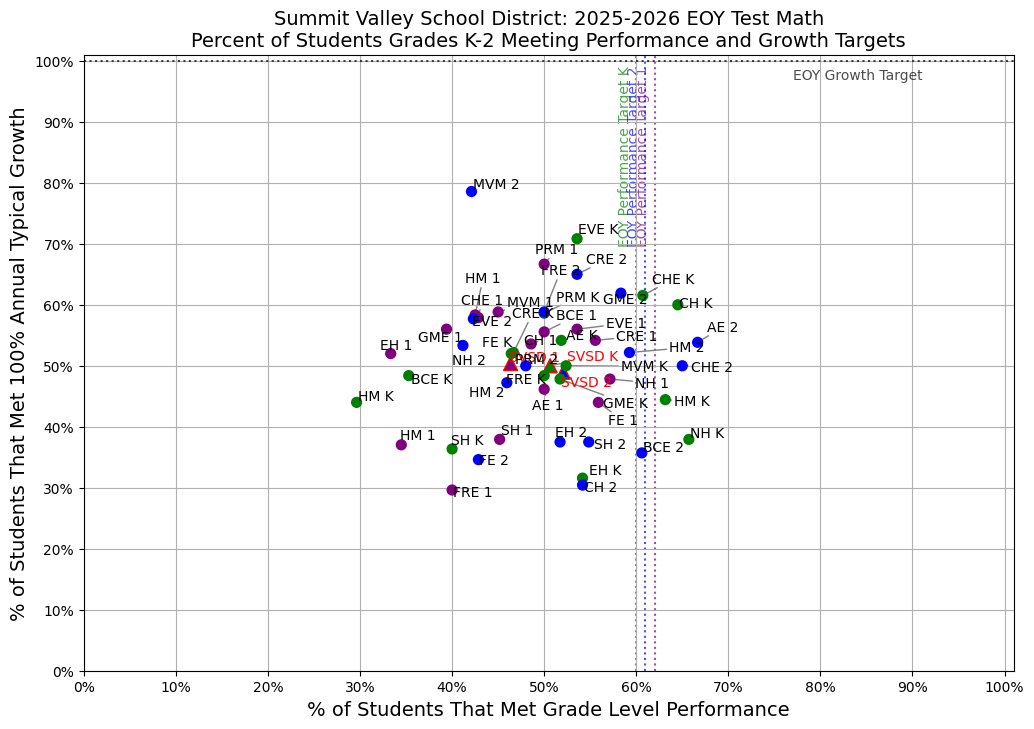 Summit Valley School District: 2025-2026 EOY Test Math
Percent of Students Grades K-2 Meeting Performance and Growth Targets
% of Students That Met 100% Annual Typical Growth
100%
90%
80%
70%
60%
50%
40%
30%
20%
10%
0%
EOY Growth Target
EOY Performance Target K
EOY Performance Target 2
EOY Performance Target 1
MVM 2
EVE K
PRM 1
CRE 2
FRE 2
HM 1
CHE K
CHE 1
MVM 1
PRM K
GME 2
CH K
CRE K
BCE 1
EVE 2
EVE 1
AE 2
GME 1
CH 1
AE K
CRE 1
EH 1
FE K
HM 2
NH 2
SVSD 1
PRM 2
SVSD K
MVM K
CHE 2
BCE K
FRE K
SVSD 2
NH 1
HM 2
HM K
AE 1
GME K
HM K
FE 1
HM 1
SH K
SH 1
EH 2
SH 2
BCE 2
NH K
FE 2
EH K
CH 2
FRE 1
0%
10%
20%
30%
40%
50%
60%
70%
80%
90%
100%
% of Students That Met Grade Level Performance